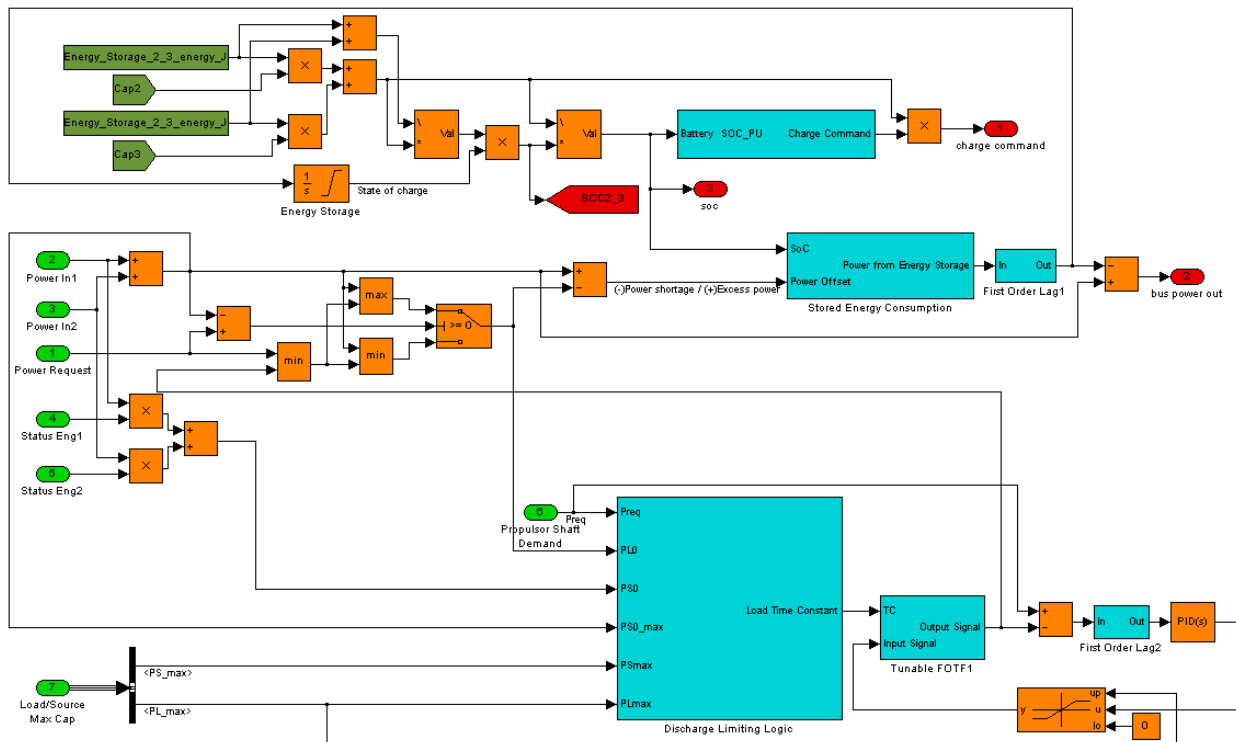 Energy_Storage_2_3_energy_J
Cap2
Energy_Storage_2_3_energy_J
Cap3
+
+
×
+
+
×
\
×
Val
×
\
×
Val
Battery SOC_PU
Charge Command
×
1
charge command
1
s
State of charge
Energy Storage
SOC2_3
3
soc
2
Power In1
3
Power In2
1
Power Request
4
Status Eng1
5
Status Eng2
+
+
−
+
max
min
min
>= 0
+
−
(-)Power shortage / (+)Excess power
SoC
Power from Energy Storage
Power Offset
Stored Energy Consumption
In
Out
First Order Lag1
−
+
2
bus power out
×
+
+
×
6
Propulsor Shaft
Demand
Preq
Preq
PL0
PS0
PS0_max
PSmax
PLmax
Load Time Constant
Discharge Limiting Logic
TC
Output Signal
Input Signal
Tunable FOTF1
+
−
In
Out
First Order Lag2
PID(s)
7
Load/Source
Max Cap
<PS_max>
<PL_max>
y
up
u
lo
0